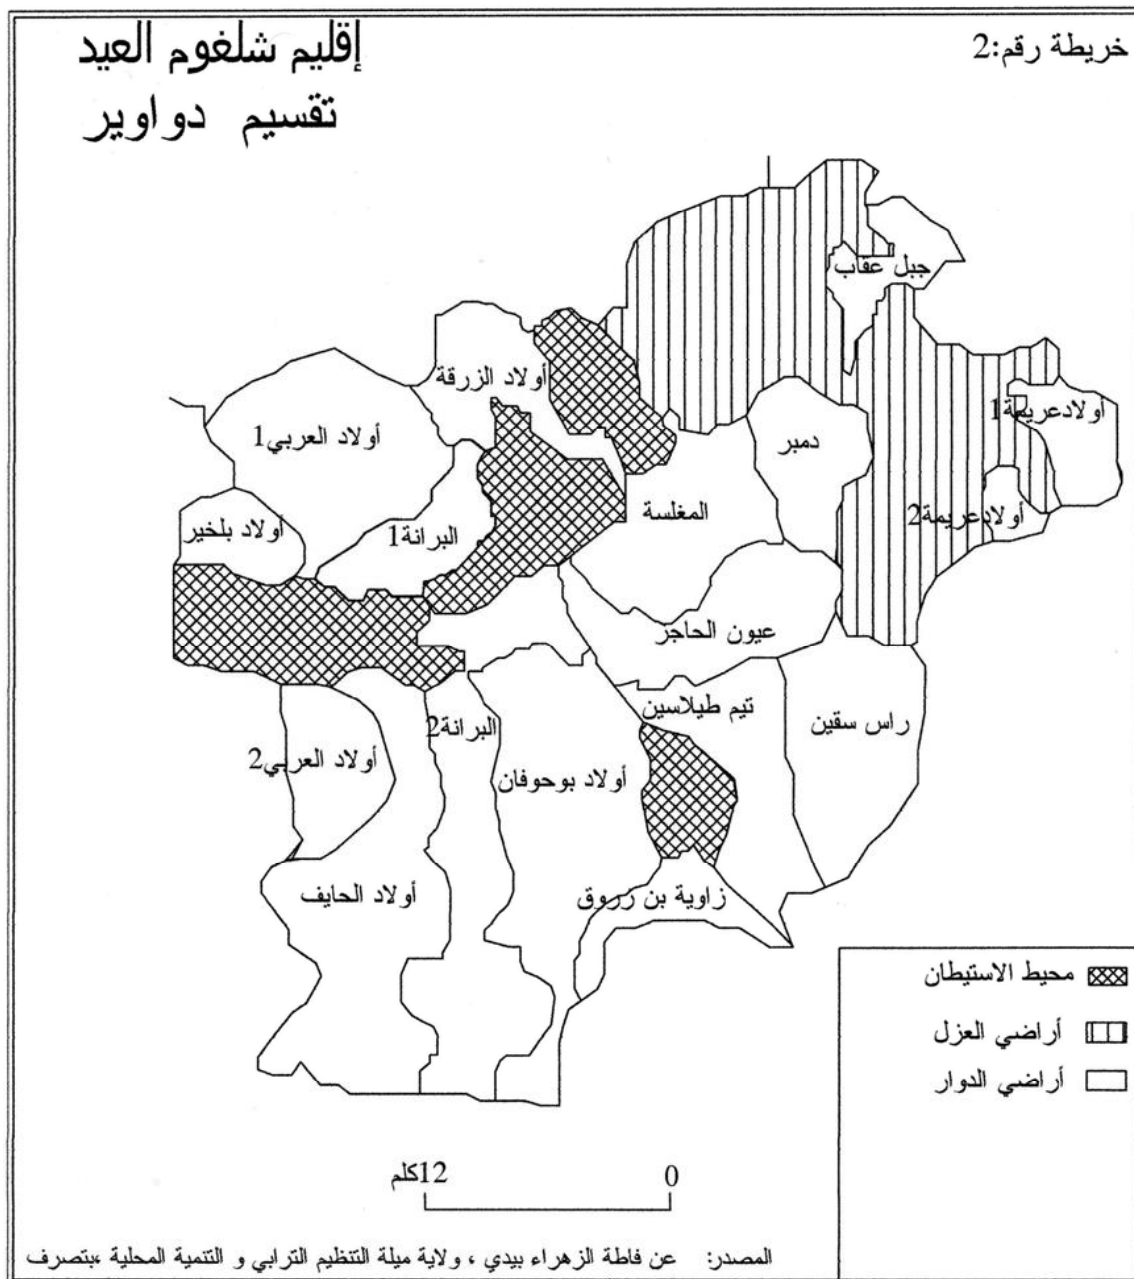 خريطة رقم:2
إقليم شلغوم العيد
تقسيم دواوير
جبل عقاب
أولاد الزرقة
أولادعريمة1
أولاد العربي1
دمبر
المغلسة
أولادعريمة2
أولاد بلخير
البرانة1
عيون الحاجر
تيم طيلاسين
راس سقين
البرانة2
أولاد العربي2
أولاد بوحوفان
أولاد الحايف
زاوية بن زروق
محيط الاستيطان
أراضي العزل
أراضي الدوار
0
12كلم
المصدر: عن فاطة الزهراء بيدي ، ولاية ميلة التنظيم الترابي و التنمية المحلية ،بتصرف